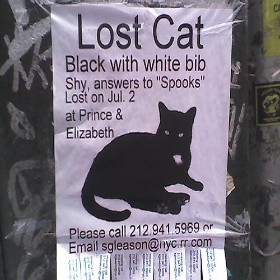 Lost Cat
Black with white bib
Shy, answers to "Spooks"
Lost on Jul. 2
at Prince &
Elizabeth
Please call 212 941 5969 or
Email sgleason@nyc.rr.com